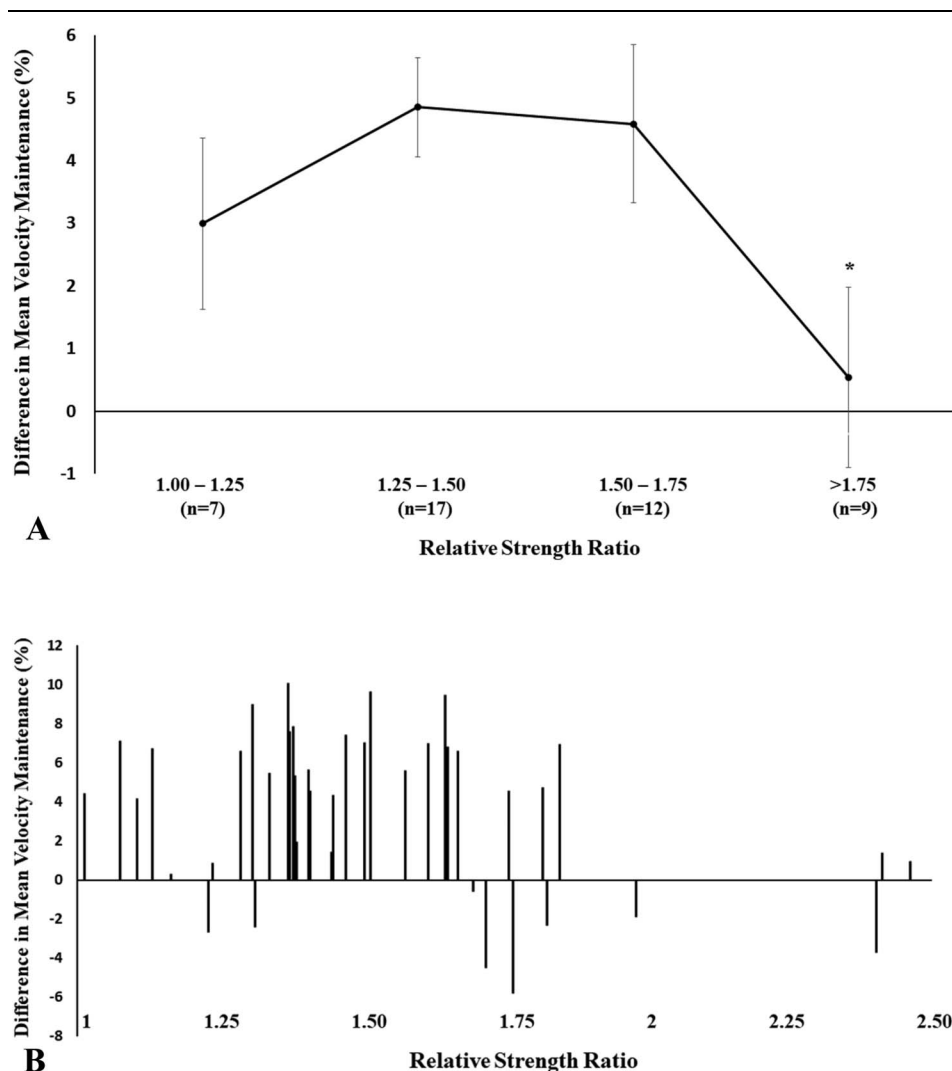 6
5
4
3
2
1
0
-1
Difference in Mean Velocity Maintenance (%)
*
1.00 – 1.25 1.25 – 1.50 1.50 – 1.75 >1.75
(n=7) (n=17) (n=12) (n=9)
A
Relative Strength Ratio
12
10
8
6
4
2
0
-2
-4
-6
-8
Difference in Mean Velocity Maintenance (%)
1 1.25 1.50 1.75 2 2.25 2.50
B
Relative Strength Ratio